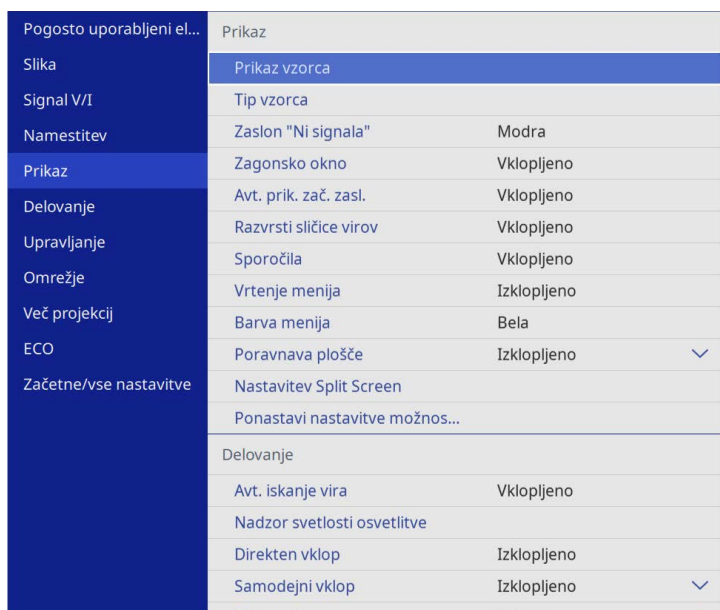 Pogosto uporabljeni el...
Slika
Signal V/I
Namestitev
Prikaz
Delovanje
Upravljanje
Omrežje
Več projekcij
ECO
Začetne/vse nastavitve
Prikaz
Prikaz vzorca
Tip vzorca
Zaslon "Ni signala" Modra
Zagonsko okno Vklopljeno
Avt. prik. zač. zasl. Vklopljeno
Razvrsti sličice virov Vklopljeno
Sporočila Vklopljeno
Vrtenje menija Izklopljeno
Barva menija Bela
Poravnava plošče Izklopljeno
Nastavitev Split Screen
Ponastavi nastavitve možnos...
Delovanje
Avt. iskanje vira Vklopljeno
Nadzor svetlosti osvetlitve
Direkten vklop Izklopljeno
Samodejni vklop Izklopljeno